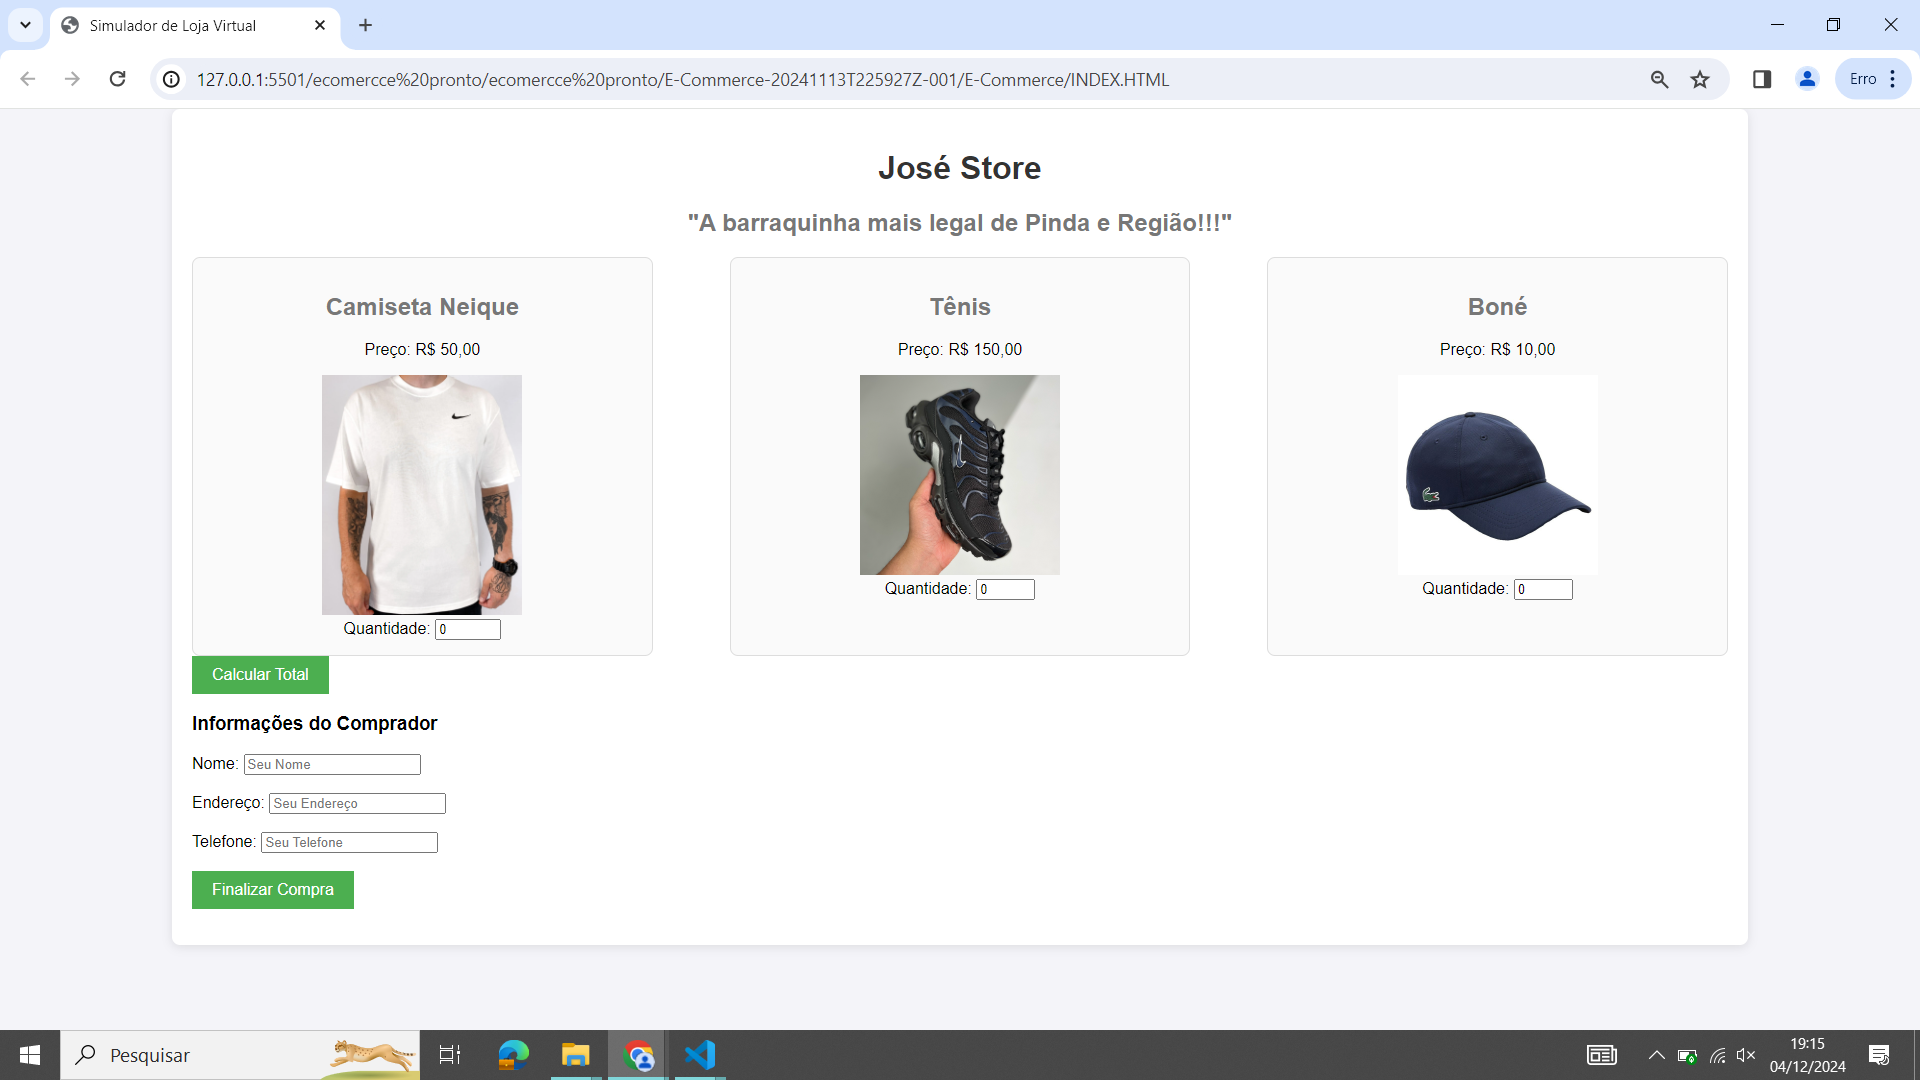 Simulador de Loja Virtual
127.0.0.1:5501/ecomercce%20pronto/ecomercce%20pronto/E-Commerce-20241113T225927Z-001/E-Commerce/INDEX.HTML
Erro
José Store
"A barraquinha mais legal de Pinda e Região!!!"
Camiseta Neique
Preço: R$ 50,00
Quantidade: 0
Tênis
Preço: R$ 150,00
Quantidade: 0
Boné
Preço: R$ 10,00
Quantidade: 0
Calcular Total
Informações do Comprador
Nome: Seu Nome
Endereço: Seu Endereço
Telefone: Seu Telefone
Finalizar Compra
Pesquisar
19:15
04/12/2024